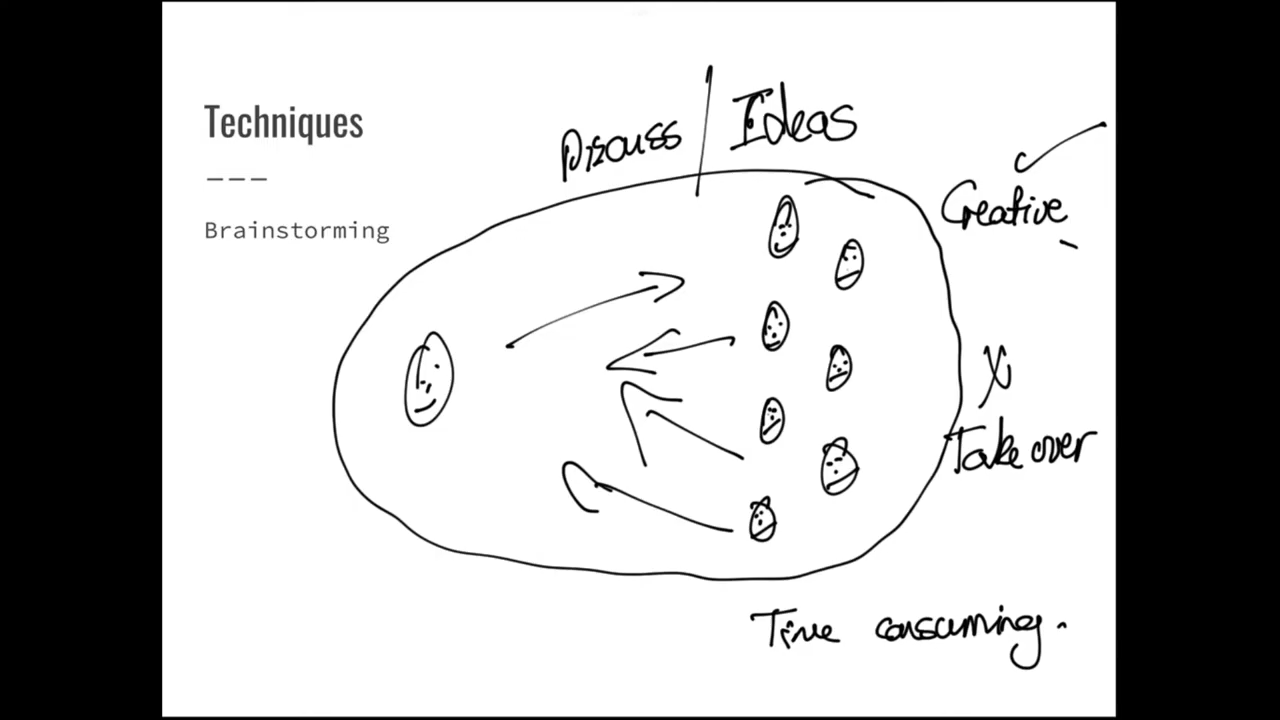 Techniques
---
Brainstorming
Discuss | Ideas
Creative
Take over
Time consuming.